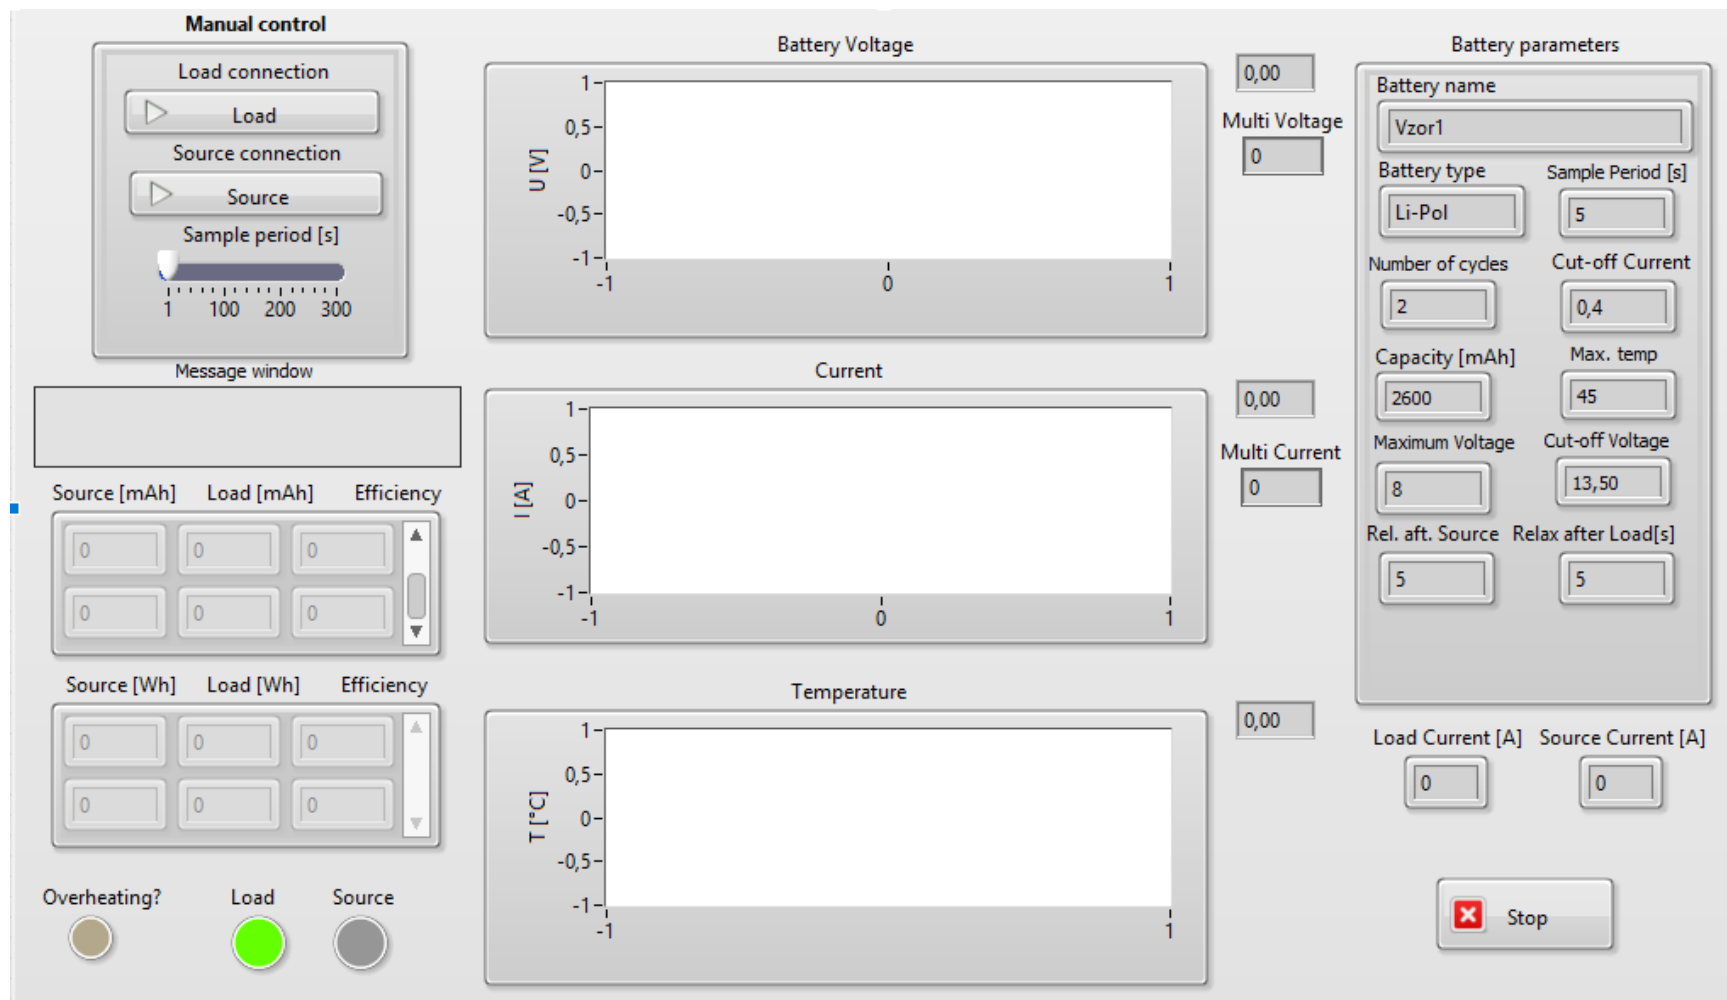 Manual control
Load connection
Load
Source connection
Source
Sample period [s]
1 100 200 300
Message window
Source [mAh] Load [mAh] Efficiency
0 0 0
0 0 0
Source [Wh] Load [Wh] Efficiency
0 0 0
0 0 0
Overheating? Load Source
Battery Voltage
U [V]
1
0,5
0
-0,5
-1
-1 0 1
0,00
Multi Voltage
0
Current
I [A]
1
0,5
0
-0,5
-1
-1 0 1
0,00
Multi Current
0
Temperature
T [°C]
1
0,5
0
-0,5
-1
-1 1
0,00
Battery parameters
Battery name
Vzor1
Battery type Sample Period [s]
Li-Pol 5
Number of cycles Cut-off Current
2 0,4
Capacity [mAh] Max. temp
2600 45
Maximum Voltage Cut-off Voltage
8 13,50
Rel. aft. Source Relax after Load[s]
5 5
Load Current [A] Source Current [A]
0 0
Stop